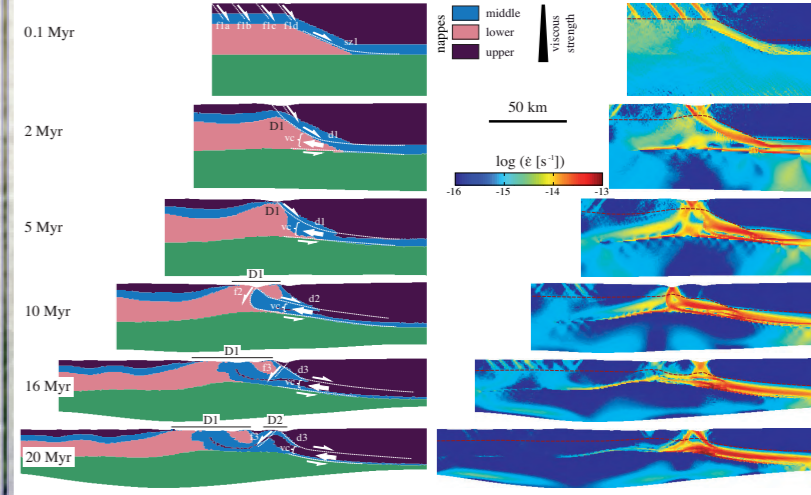 0.1 Myr
f1a f1b f1c f1d
sz1
nappes
middle
lower
upper
viscous
strength
50 km
2 Myr
D1
vc
d1
log (ε̇ [s⁻¹])
-16 -15 -14 -13
5 Myr
D1
vc
d1
10 Myr
D1
f2
d2
vc
16 Myr
D1
f3
d3
vc
20 Myr
D1 D2
f3
d3
vc